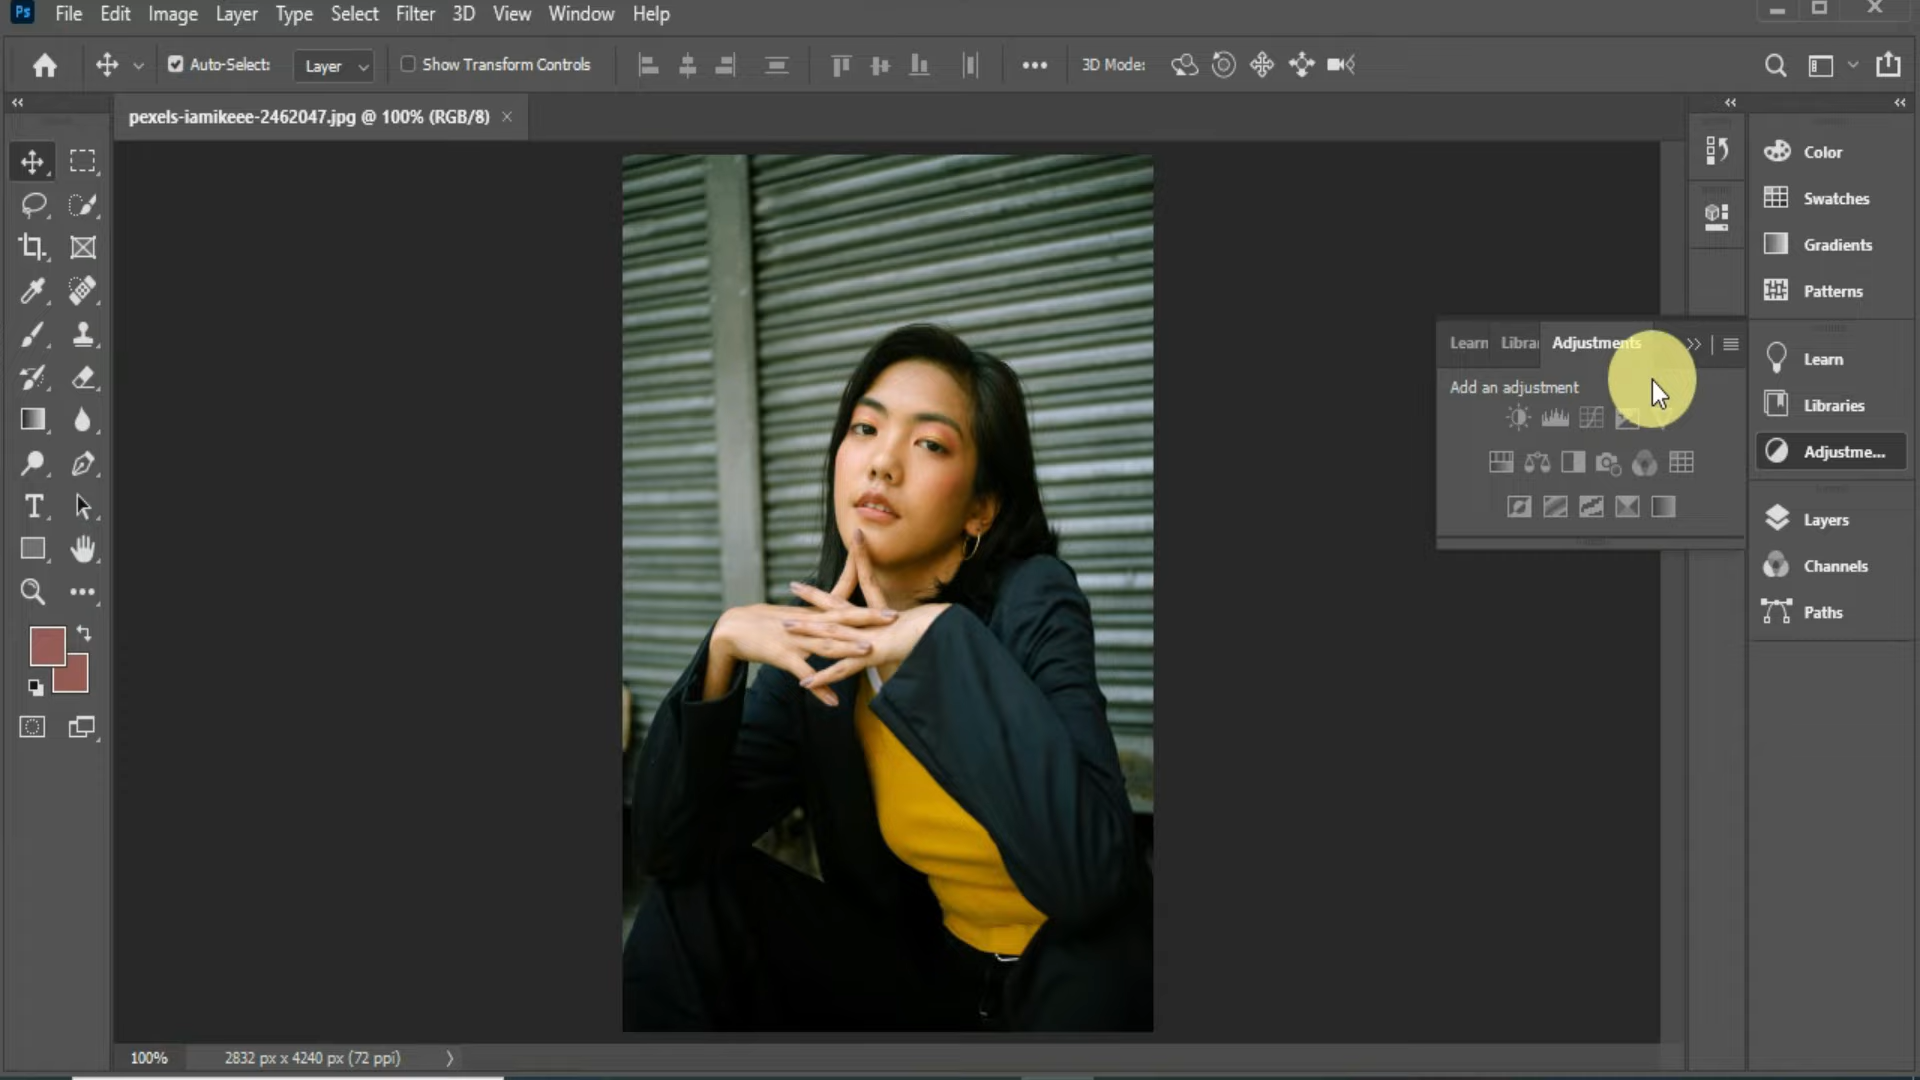 Ps File Edit Image Layer Type Select Filter 3D View Window Help
Auto-Select: Layer Show Transform Controls 3D Mode:
pexels-iamikeee-2462047.jpg @ 100% (RGB/8)
Color
Swatches
Gradients
Patterns
Learn Librar Adjustments
Add an adjustment
Learn
Libraries
Adjustme...
Layers
Channels
Paths
100% 2832 px x 4240 px (72 ppi)